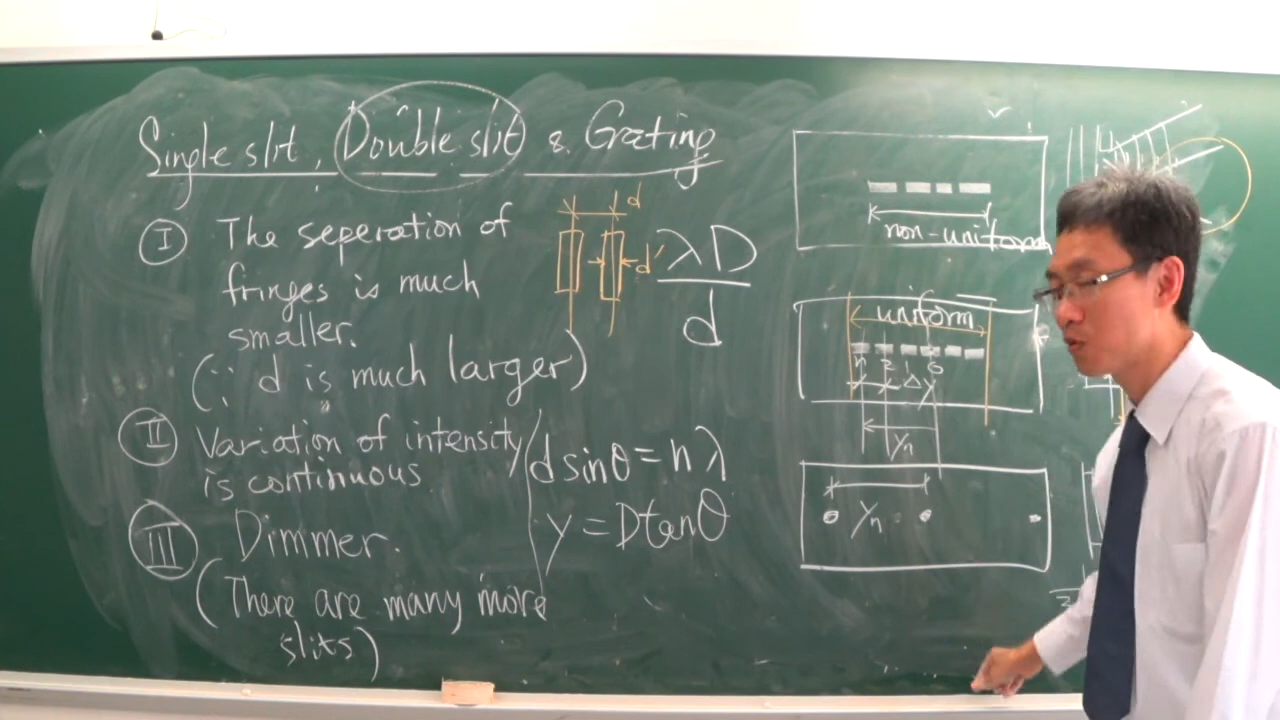 Single slit, Double slit & Grating
I The seperation of
fringes is much
smaller.
(∵ d is much larger)
II Variation of intensity
is continuous
III Dimmer.
(There are many more
slits)
d
d'
λD
d
d sinθ = nλ
y = D tanθ
non-uniform
uniform
n 2 1 0
Δy
yn
yn